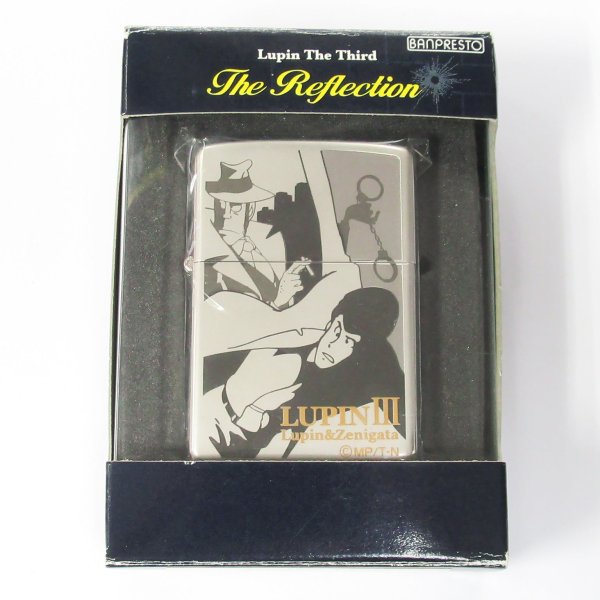 BANPRESTO
Lupin The Third
The Reflection
LUPIN III
Lupin&Zenigata
©MP/T·N